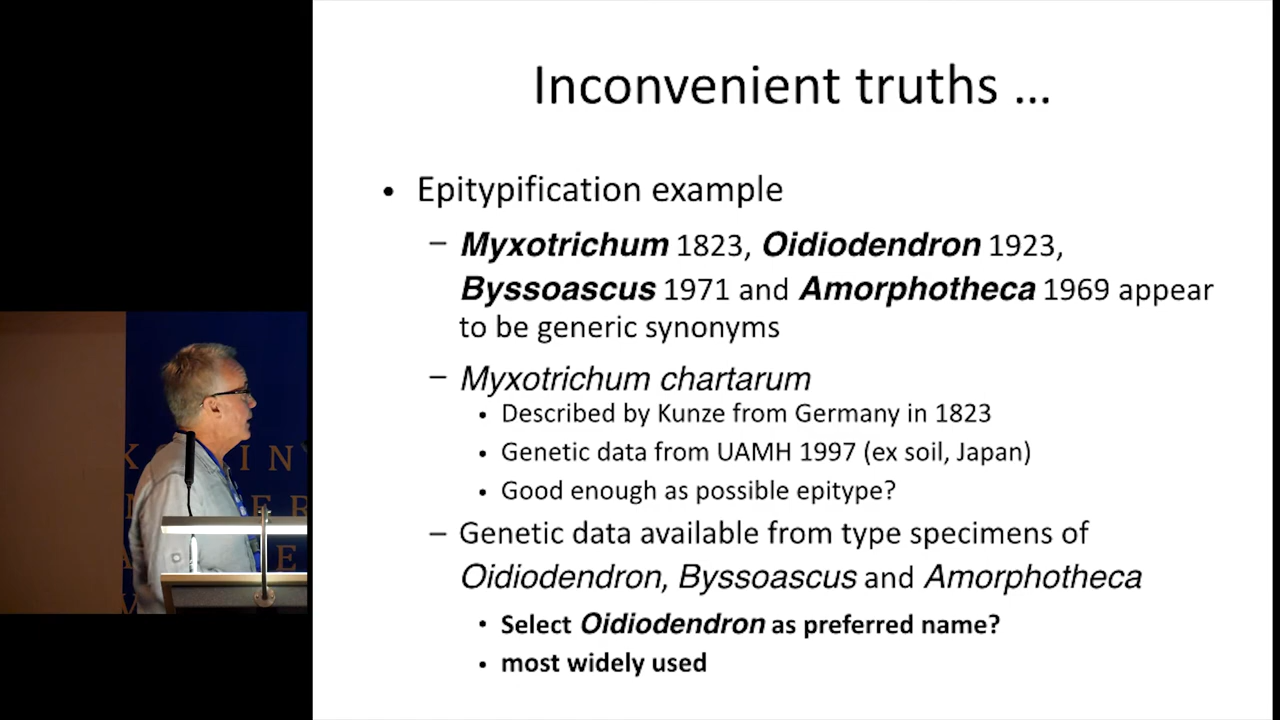 Inconvenient truths ...
• Epitypification example
– Myxotrichum 1823, Oidiodendron 1923,
Byssoascus 1971 and Amorphotheca 1969 appear
to be generic synonyms
– Myxotrichum chartarum
• Described by Kunze from Germany in 1823
• Genetic data from UAMH 1997 (ex soil, Japan)
• Good enough as possible epitype?
– Genetic data available from type specimens of
Oidiodendron, Byssoascus and Amorphotheca
• Select Oidiodendron as preferred name?
• most widely used